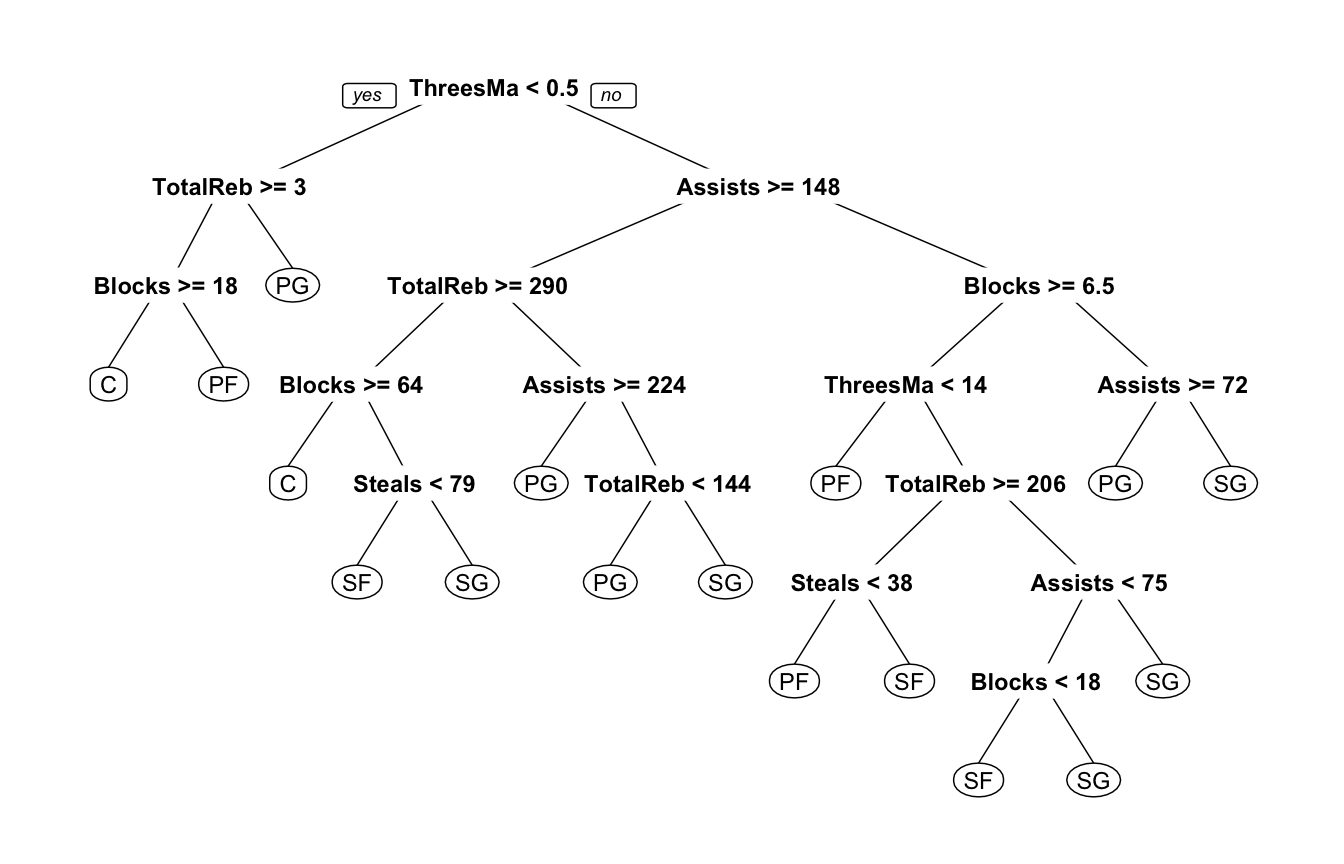 yes ThreesMa < 0.5 no
TotalReb >= 3 Assists >= 148
Blocks >= 18 PG TotalReb >= 290 Blocks >= 6.5
C PF Blocks >= 64 Assists >= 224 ThreesMa < 14 Assists >= 72
C Steals < 79 PG TotalReb < 144 PF TotalReb >= 206 PG SG
SF SG PG SG Steals < 38 Assists < 75
PF SF Blocks < 18 SG
SF SG